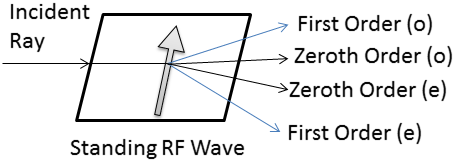 Incident
Ray
First Order (o)
Zeroth Order (o)
Zeroth Order (e)
First Order (e)
Standing RF Wave